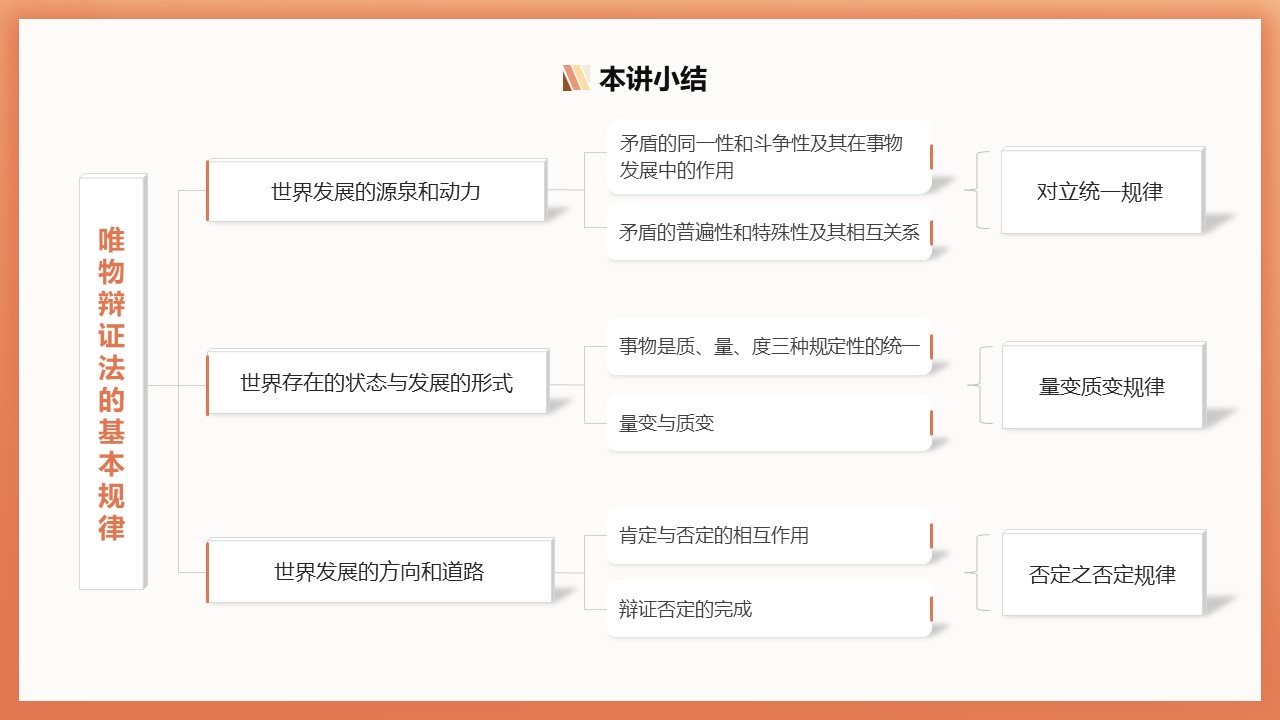 本讲小结
唯物辩证法的基本规律
世界发展的源泉和动力
矛盾的同一性和斗争性及其在事物
发展中的作用
矛盾的普遍性和特殊性及其相互关系
对立统一规律
世界存在的状态与发展的形式
事物是质、量、度三种规定性的统一
量变与质变
量变质变规律
世界发展的方向和道路
肯定与否定的相互作用
辩证否定的完成
否定之否定规律